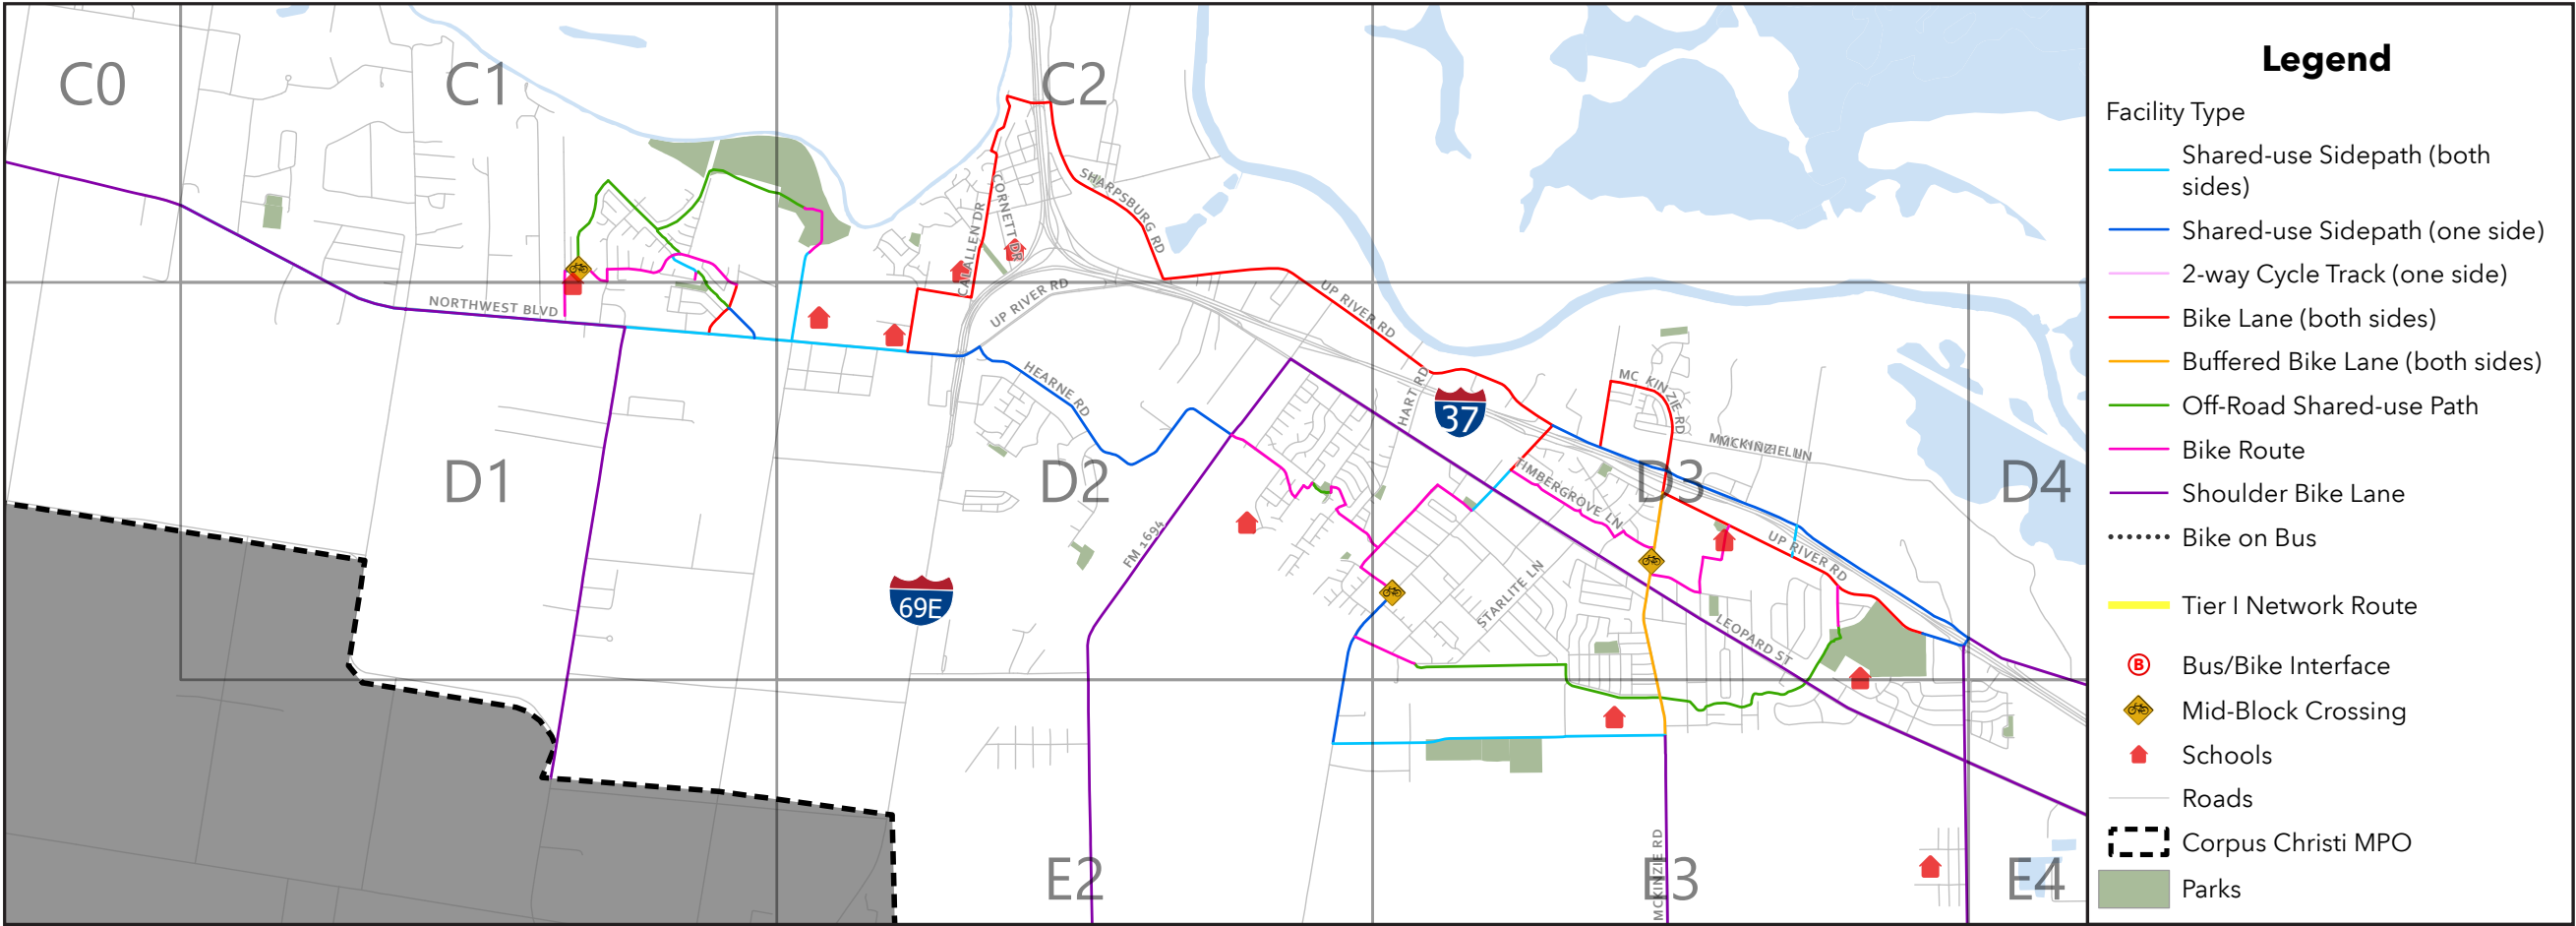 C0
C1
C2
SHARPSBURG RD
CORNETT DR
CALALLEN DR
UP RIVER RD
UP RIVER RD
NORTHWEST BLVD
HEARNE RD
HART RD
37
MC KINZIE RD
MCKINZIE LN
D1
D2
D3
D4
TIMBERGROVE LN
FM 1694
UP RIVER RD
STARLITE LN
69E
LEOPARD ST
MCKINZIE RD
E2
E3
E4
Legend
Facility Type
Shared-use Sidepath (both
sides)
Shared-use Sidepath (one side)
2-way Cycle Track (one side)
Bike Lane (both sides)
Buffered Bike Lane (both sides)
Off-Road Shared-use Path
Bike Route
Shoulder Bike Lane
Bike on Bus
Tier I Network Route
B Bus/Bike Interface
Mid-Block Crossing
Schools
Roads
Corpus Christi MPO
Parks